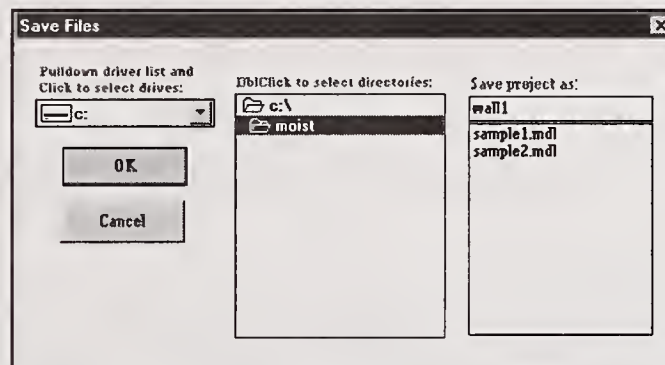 Save Files
Pulldown driver list and
Click to select drives:
c:
OK
Cancel
DblClick to select directories:
c:\
moist
Save project as:
wall1
sample1.mdl
sample2.mdl